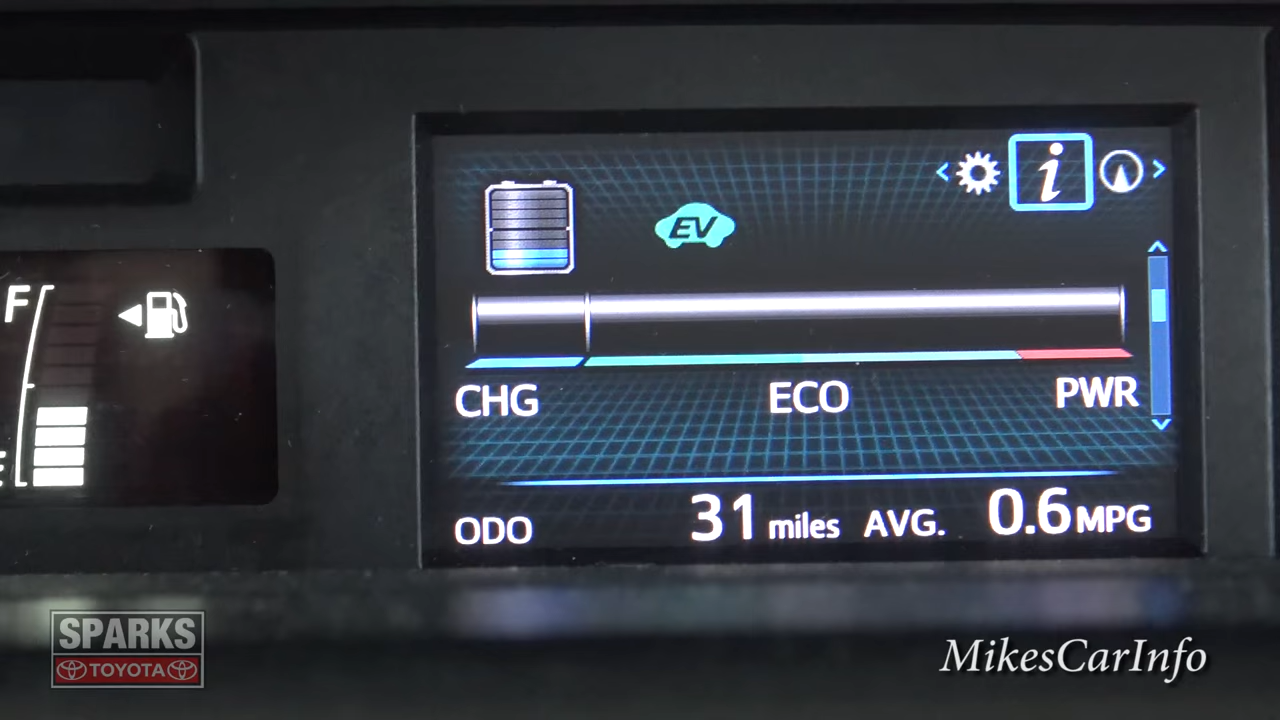 F
E
i
EV
CHG ECO PWR
ODO 31 miles AVG. 0.6 MPG
SPARKS
TOYOTA
MikesCarInfo